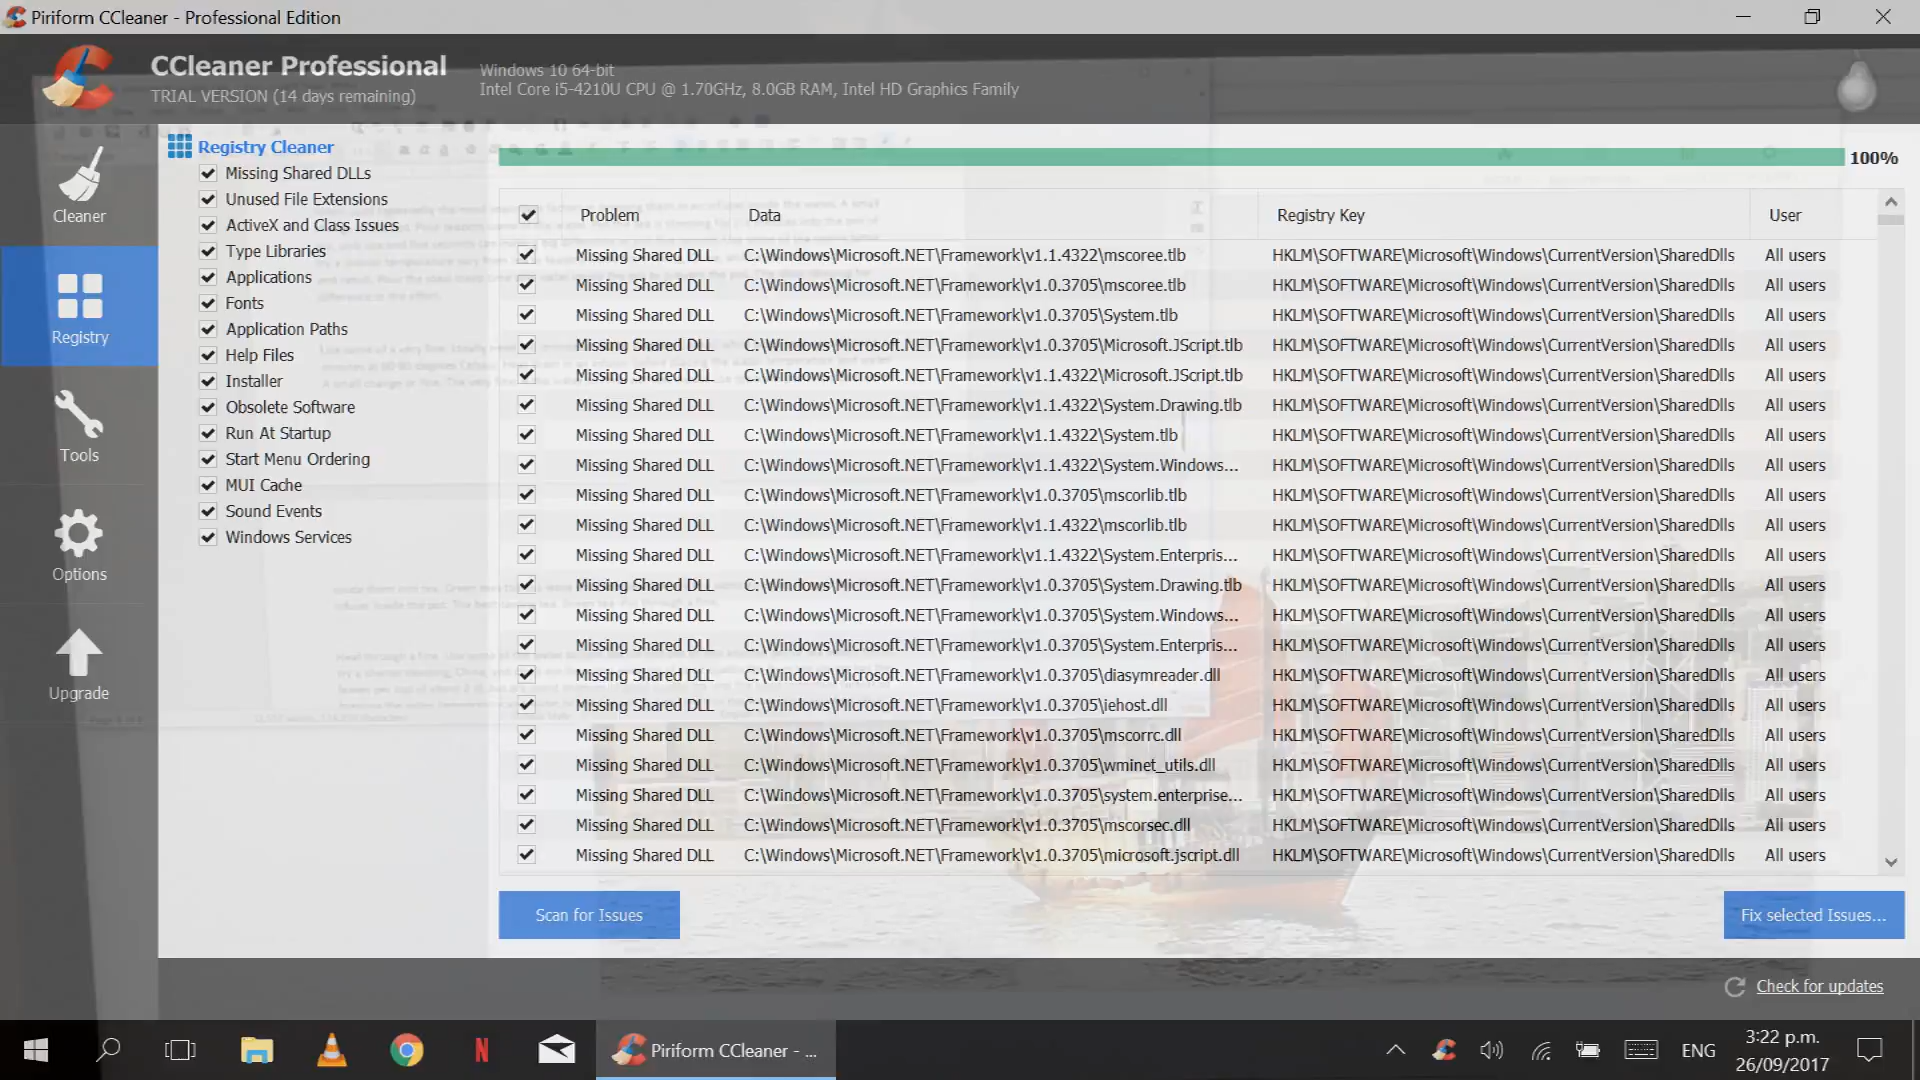 Piriform CCleaner - Professional Edition
CCleaner Professional
TRIAL VERSION (14 days remaining)
Windows 10 64-bit
Intel Core i5-4210U CPU @ 1.70GHz, 8.0GB RAM, Intel HD Graphics Family
Cleaner
Registry
Tools
Options
Upgrade
Registry Cleaner
Missing Shared DLLs
Unused File Extensions
ActiveX and Class Issues
Type Libraries
Applications
Fonts
Application Paths
Help Files
Installer
Obsolete Software
Run At Startup
Start Menu Ordering
MUI Cache
Sound Events
Windows Services
100%
Problem Data Registry Key User
Missing Shared DLL C:\Windows\Microsoft.NET\Framework\v1.1.4322\mscoree.tlb HKLM\SOFTWARE\Microsoft\Windows\CurrentVersion\SharedDlls All users
Missing Shared DLL C:\Windows\Microsoft.NET\Framework\v1.0.3705\mscoree.tlb HKLM\SOFTWARE\Microsoft\Windows\CurrentVersion\SharedDlls All users
Missing Shared DLL C:\Windows\Microsoft.NET\Framework\v1.0.3705\System.tlb HKLM\SOFTWARE\Microsoft\Windows\CurrentVersion\SharedDlls All users
Missing Shared DLL C:\Windows\Microsoft.NET\Framework\v1.0.3705\Microsoft.JScript.tlb HKLM\SOFTWARE\Microsoft\Windows\CurrentVersion\SharedDlls All users
Missing Shared DLL C:\Windows\Microsoft.NET\Framework\v1.1.4322\Microsoft.JScript.tlb HKLM\SOFTWARE\Microsoft\Windows\CurrentVersion\SharedDlls All users
Missing Shared DLL C:\Windows\Microsoft.NET\Framework\v1.1.4322\System.Drawing.tlb HKLM\SOFTWARE\Microsoft\Windows\CurrentVersion\SharedDlls All users
Missing Shared DLL C:\Windows\Microsoft.NET\Framework\v1.1.4322\System.tlb HKLM\SOFTWARE\Microsoft\Windows\CurrentVersion\SharedDlls All users
Missing Shared DLL C:\Windows\Microsoft.NET\Framework\v1.1.4322\System.Windows... HKLM\SOFTWARE\Microsoft\Windows\CurrentVersion\SharedDlls All users
Missing Shared DLL C:\Windows\Microsoft.NET\Framework\v1.0.3705\mscorlib.tlb HKLM\SOFTWARE\Microsoft\Windows\CurrentVersion\SharedDlls All users
Missing Shared DLL C:\Windows\Microsoft.NET\Framework\v1.1.4322\mscorlib.tlb HKLM\SOFTWARE\Microsoft\Windows\CurrentVersion\SharedDlls All users
Missing Shared DLL C:\Windows\Microsoft.NET\Framework\v1.1.4322\System.Enterpris... HKLM\SOFTWARE\Microsoft\Windows\CurrentVersion\SharedDlls All users
Missing Shared DLL C:\Windows\Microsoft.NET\Framework\v1.0.3705\System.Drawing.tlb HKLM\SOFTWARE\Microsoft\Windows\CurrentVersion\SharedDlls All users
Missing Shared DLL C:\Windows\Microsoft.NET\Framework\v1.0.3705\System.Windows... HKLM\SOFTWARE\Microsoft\Windows\CurrentVersion\SharedDlls All users
Missing Shared DLL C:\Windows\Microsoft.NET\Framework\v1.0.3705\System.Enterpris... HKLM\SOFTWARE\Microsoft\Windows\CurrentVersion\SharedDlls All users
Missing Shared DLL C:\Windows\Microsoft.NET\Framework\v1.0.3705\diasymreader.dll HKLM\SOFTWARE\Microsoft\Windows\CurrentVersion\SharedDlls All users
Missing Shared DLL C:\Windows\Microsoft.NET\Framework\v1.0.3705\iehost.dll HKLM\SOFTWARE\Microsoft\Windows\CurrentVersion\SharedDlls All users
Missing Shared DLL C:\Windows\Microsoft.NET\Framework\v1.0.3705\mscorrc.dll HKLM\SOFTWARE\Microsoft\Windows\CurrentVersion\SharedDlls All users
Missing Shared DLL C:\Windows\Microsoft.NET\Framework\v1.0.3705\wminet_utils.dll HKLM\SOFTWARE\Microsoft\Windows\CurrentVersion\SharedDlls All users
Missing Shared DLL C:\Windows\Microsoft.NET\Framework\v1.0.3705\system.enterprise... HKLM\SOFTWARE\Microsoft\Windows\CurrentVersion\SharedDlls All users
Missing Shared DLL C:\Windows\Microsoft.NET\Framework\v1.0.3705\mscorsec.dll HKLM\SOFTWARE\Microsoft\Windows\CurrentVersion\SharedDlls All users
Missing Shared DLL C:\Windows\Microsoft.NET\Framework\v1.0.3705\microsoft.jscript.dll HKLM\SOFTWARE\Microsoft\Windows\CurrentVersion\SharedDlls All users
Scan for Issues
Fix selected Issues...
Check for updates
N
Piriform CCleaner - ...
ENG
3:22 p.m.
26/09/2017